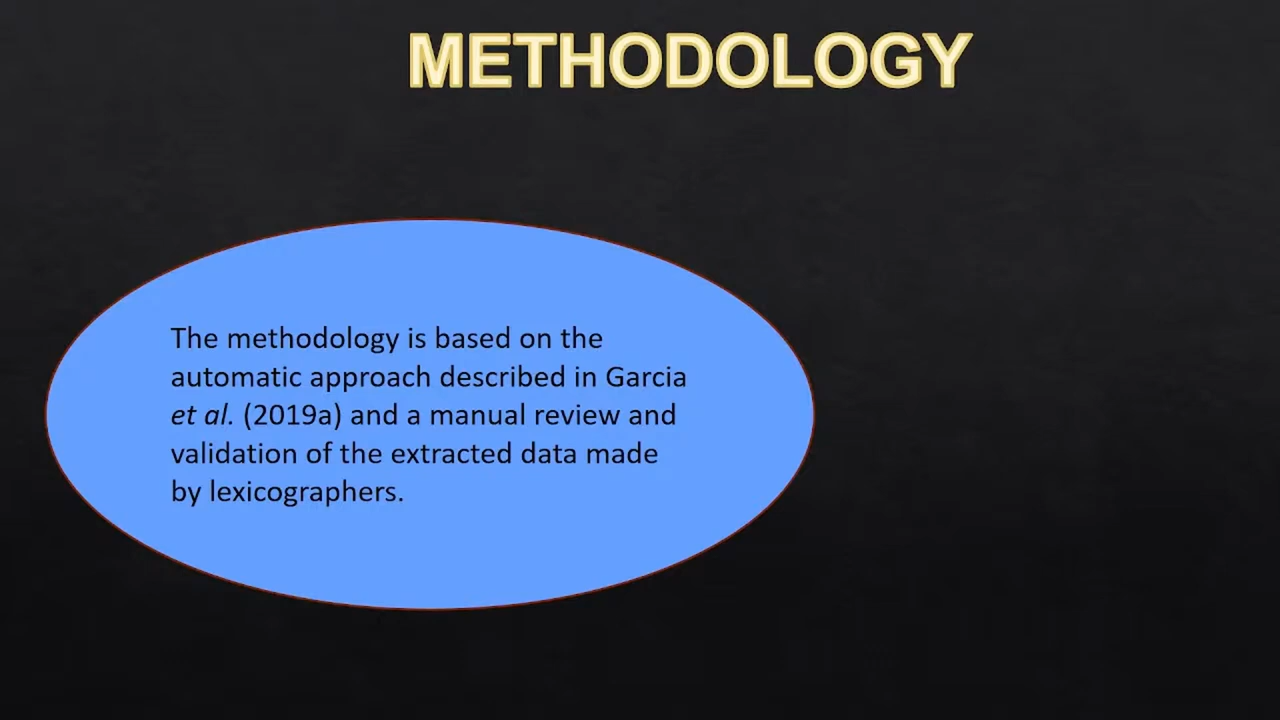 METHODOLOGY
The methodology is based on the
automatic approach described in Garcia
et al. (2019a) and a manual review and
validation of the extracted data made
by lexicographers.